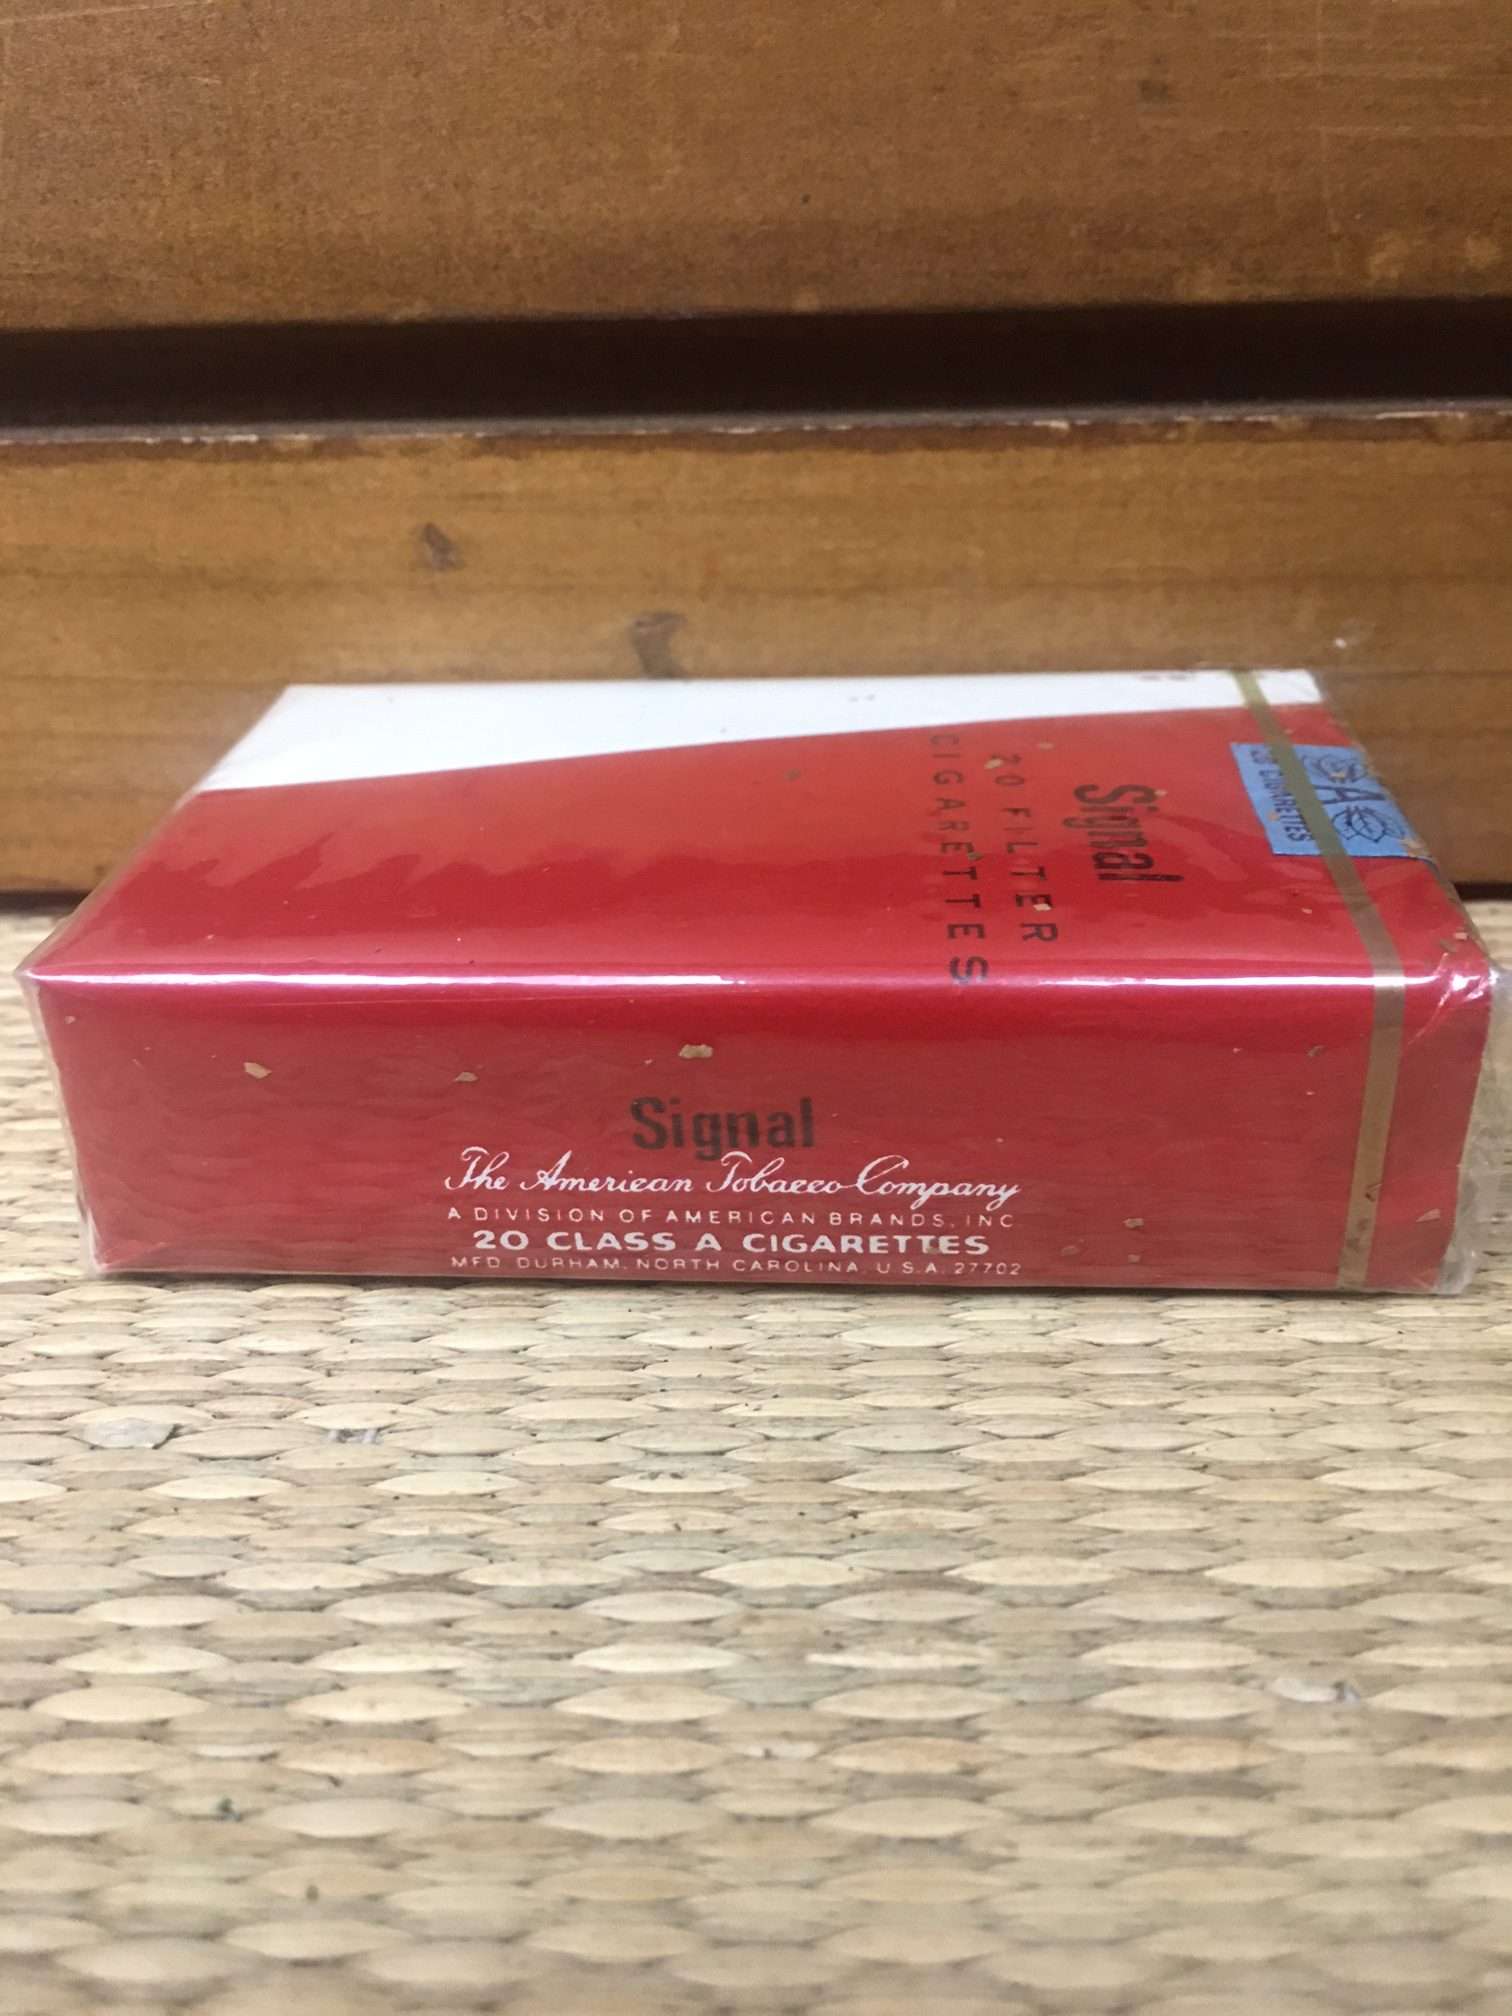 Signal
20 FILTER
CIGARETTES
A
CIGARETTES
Signal
The American Tobacco Company
A DIVISION OF AMERICAN BRANDS, INC
20 CLASS A CIGARETTES
MFD. DURHAM, NORTH CAROLINA, U.S.A. 27702